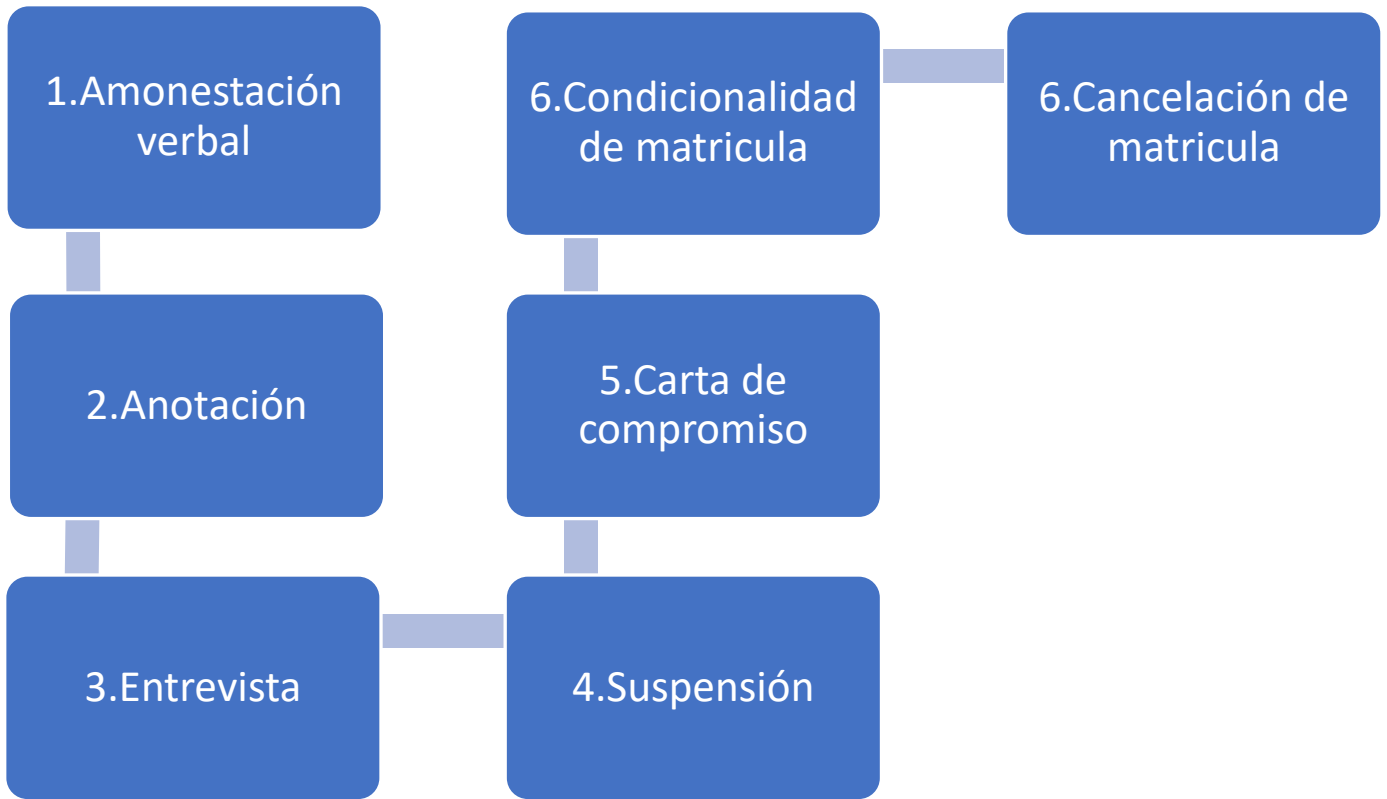 1.Amonestación
verbal
2.Anotación
3.Entrevista
4.Suspensión
5.Carta de
compromiso
6.Condicionalidad
de matricula
6.Cancelación de
matricula